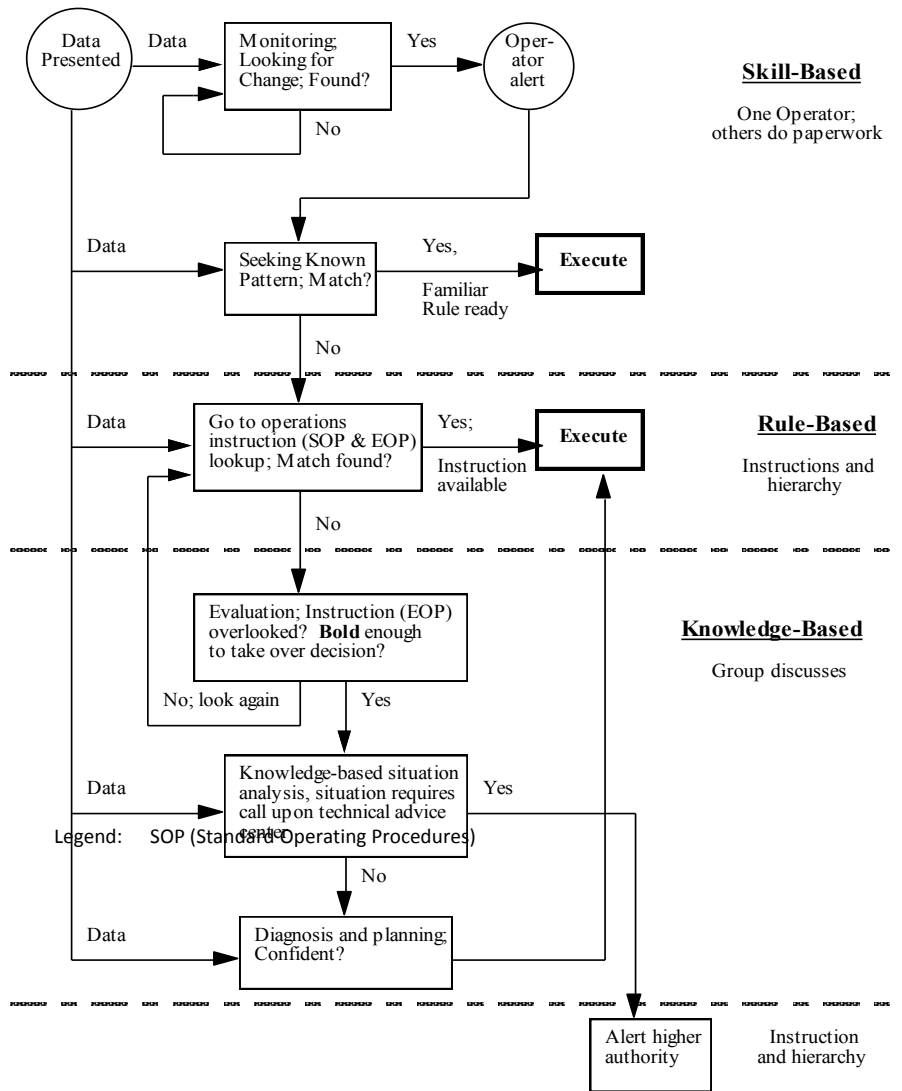 Data
Presented
Data
Monitoring;
Looking for
Change; Found?
Yes
Oper-
ator
alert
No
Skill-Based
One Operator;
others do paperwork
Data
Seeking Known
Pattern; Match?
Yes,
Familiar
Rule ready
Execute
No
Data
Go to operations
instruction (SOP & EOP)
lookup; Match found?
Yes;
Instruction
available
Execute
Rule-Based
Instructions and
hierarchy
No
Evaluation; Instruction (EOP)
overlooked? Bold enough
to take over decision?
Knowledge-Based
Group discusses
No; look again
Yes
Data
Knowledge-based situation
analysis, situation requires
call upon technical advice
center
Yes
Legend: SOP (Standard Operating Procedures)
No
Data
Diagnosis and planning;
Confident?
Alert higher
authority
Instruction
and hierarchy